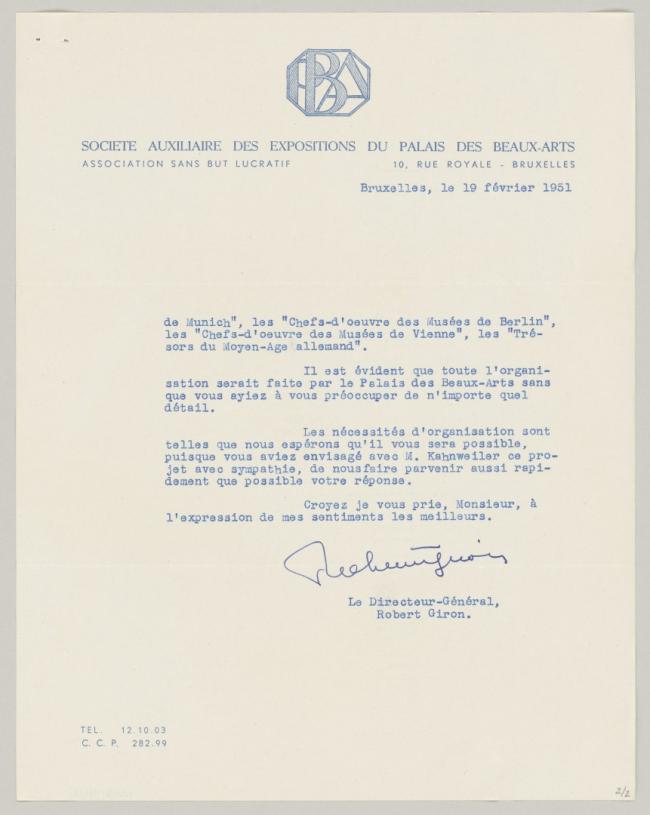 PBA
SOCIETE AUXILIAIRE DES EXPOSITIONS DU PALAIS DES BEAUX-ARTS
ASSOCIATION SANS BUT LUCRATIF 10, RUE ROYALE - BRUXELLES
Bruxelles, le 19 février 1951
de Munich", les "Chefs-d'oeuvre des Musées de Berlin",
les "Chefs-d'oeuvre des Musées de Vienne", les "Tré-
sors du Moyen-Age allemand".
Il est évident que toute l'organi-
sation serait faite par le Palais des Beaux-Arts sans
que vous ayiez à vous préoccuper de n'importe quel
détail.
Les nécessités d'organisation sont
telles que nous espérons qu'il vous sera possible,
puisque vous aviez envisagé avec M. Kahnweiler ce pro-
jet avec sympathie, de nousfaire parvenir aussi rapi-
dement que possible votre réponse.
Croyez je vous prie, Monsieur, à
l'expression de mes sentiments les meilleurs.
Le Directeur-Général,
Robert Giron.
TEL. 12.10.03
C. C. P. 282.99
2/2